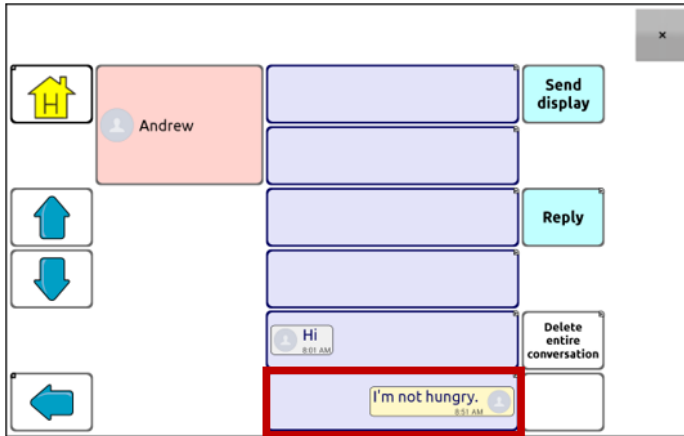 ×
H
Andrew
Send
display
Reply
Hi
8:01 AM
Delete
entire
conversation
I'm not hungry.
8:51 AM